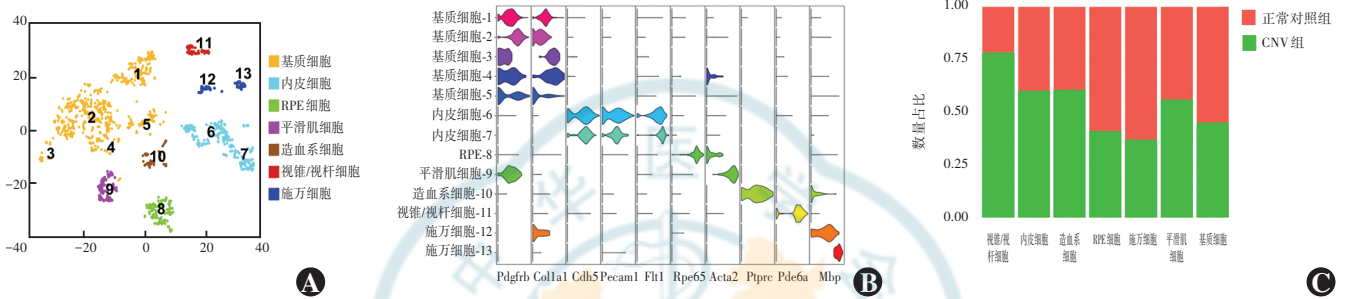 40
20
0
−20
−40
−20
0
20
40
1
2
3
4
5
6
7
8
9
10
11
12
13
基质细胞
内皮细胞
RPE 细胞
平滑肌细胞
造血系细胞
视锥/视杆细胞
施万细胞
A
基质细胞-1
基质细胞-2
基质细胞-3
基质细胞-4
基质细胞-5
内皮细胞-6
内皮细胞-7
RPE-8
平滑肌细胞-9
造血系细胞-10
视锥/视杆细胞-11
施万细胞-12
施万细胞-13
Pdgfrb Col1a1 Cdh5 Pecam1 Flt1 Rpe65 Acta2 Ptprc Pde6a Mbp
B
中华医学会
数量占比
1.00
0.75
0.50
0.25
0.00
视锥/视
杆细胞
内皮细胞
造血系
细胞
RPE细胞
施万细胞
平滑肌
细胞
基质细胞
正常对照组
CNV 组
C